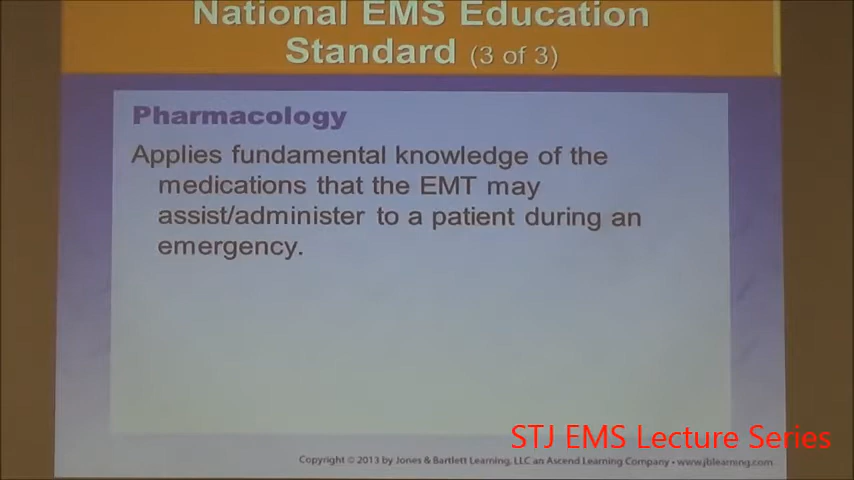 National EMS Education
Standard (3 of 3)
Pharmacology
Applies fundamental knowledge of the
medications that the EMT may
assist/administer to a patient during an
emergency.
STJ EMS Lecture Series
Copyright © 2013 by Jones & Bartlett Learning, LLC an Ascend Learning Company • www.jblearning.com